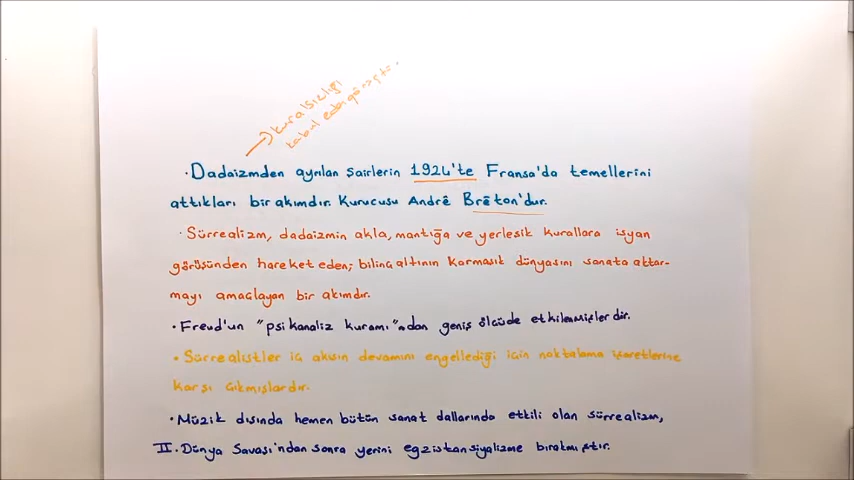 kuralsızlığı
kabul eden görüştü.
·Dadaizmden ayrılan şairlerin 1924'te Fransa'da temellerini
attıkları bir akımdır. Kurucusu Andrê Brêton'dur.
·Sürrealizm, dadaizmin akla, mantığa ve yerleşik kurallara isyan
görüşünden hareket eden; bilinçaltının karmaşık dünyasını sanata aktar-
mayı amaçlayan bir akımdır.
·Freud'un "psikanaliz kuramı"ndan geniş ölçüde etkilenmişlerdir.
·Sürrealistler iç akışın devamını engellediği için noktalama işaretlerine
karşı çıkmışlardır.
·Müzik dışında hemen bütün sanat dallarında etkili olan sürrealizm,
II. Dünya Savaşı'ndan sonra yerini egzistansiyalizme bırakmıştır.